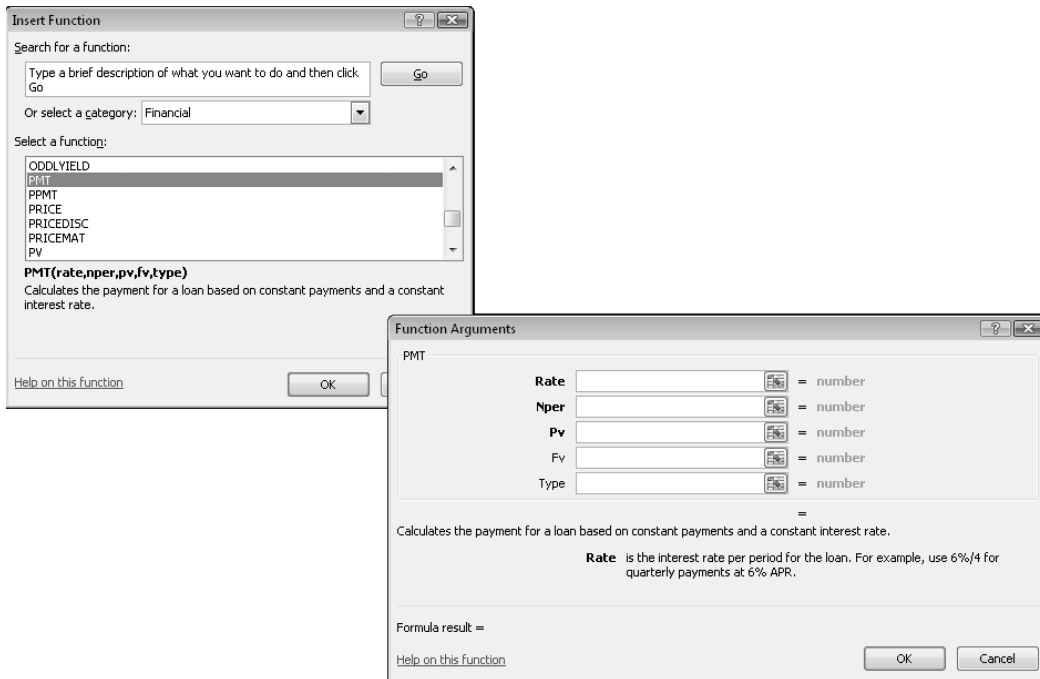 Insert Function
Search for a function:
Type a brief description of what you want to do and then click
Go
Go
Or select a category: Financial
Select a function:
ODDLYIELD
PMT
PPMT
PRICE
PRICEDISC
PRICEMAT
PV
PMT(rate,nper,pv,fv,type)
Calculates the payment for a loan based on constant payments and a constant
interest rate.
Help on this function
OK
Function Arguments
PMT
Rate = number
Nper = number
Pv = number
Fv = number
Type = number
=
Calculates the payment for a loan based on constant payments and a constant interest rate.
Rate is the interest rate per period for the loan. For example, use 6%/4 for
quarterly payments at 6% APR.
Formula result =
Help on this function
OK
Cancel